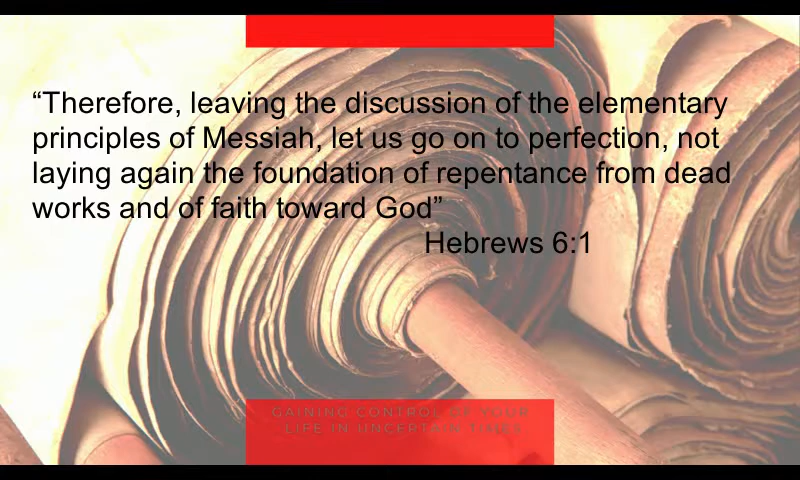 “Therefore, leaving the discussion of the elementary
principles of Messiah, let us go on to perfection, not
laying again the foundation of repentance from dead
works and of faith toward God”
Hebrews 6:1
GAINING CONTROL OF YOUR
LIFE IN UNCERTAIN TIMES